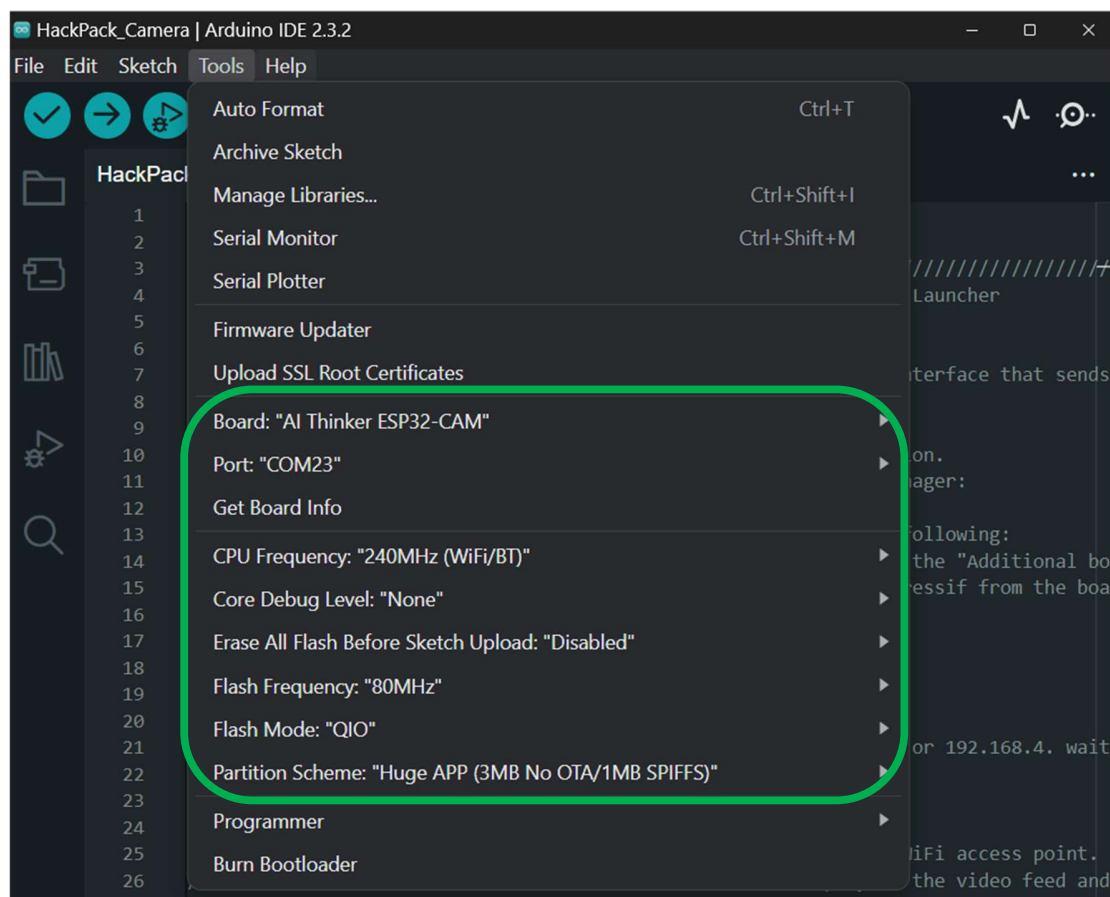 HackPack_Camera | Arduino IDE 2.3.2
File Edit Sketch Tools Help
HackPack
Auto Format Ctrl+T
Archive Sketch
Manage Libraries... Ctrl+Shift+I
Serial Monitor Ctrl+Shift+M
Serial Plotter
Firmware Updater
Upload SSL Root Certificates
Board: "AI Thinker ESP32-CAM"
Port: "COM23"
Get Board Info
CPU Frequency: "240MHz (WiFi/BT)"
Core Debug Level: "None"
Erase All Flash Before Sketch Upload: "Disabled"
Flash Frequency: "80MHz"
Flash Mode: "QIO"
Partition Scheme: "Huge APP (3MB No OTA/1MB SPIFFS)"
Programmer
Burn Bootloader
1
2
3 //////////////////
4 Launcher
5
6
7 terface that sends
8
9
10 on.
11 ager:
12
13 ollowing:
14 the "Additional bo
15 essif from the boa
16
17
18
19
20
21 or 192.168.4. wait
22
23
24
25 iFi access point.
26 the video feed and